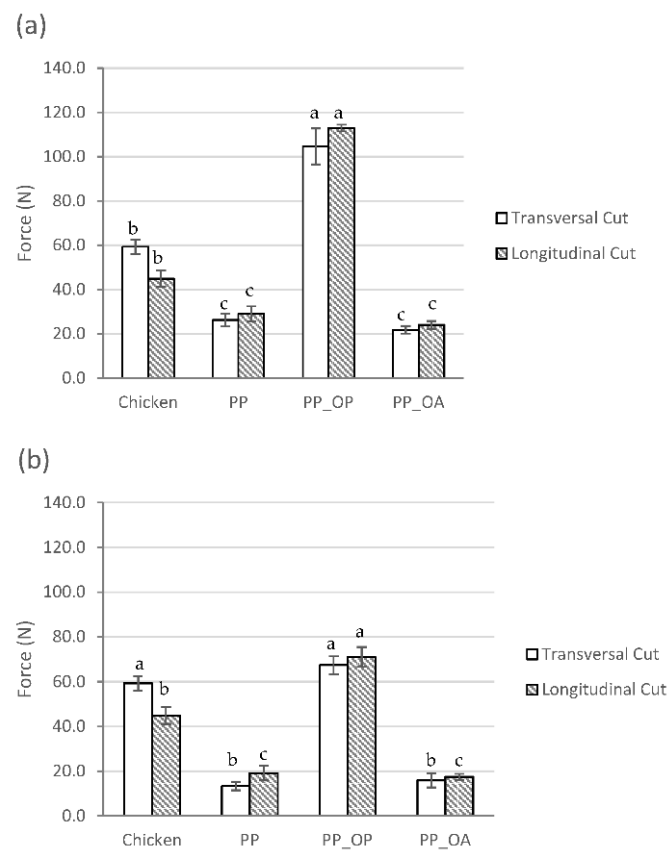 (a)
140.0
120.0
100.0
80.0
60.0
40.0
20.0
0.0
Force (N)
b
b
c
c
a
a
c
c
Chicken
PP
PP_OP
PP_OA
Transversal Cut
Longitudinal Cut
(b)
140.0
120.0
100.0
80.0
60.0
40.0
20.0
0.0
Force (N)
a
b
b
c
a
a
b
c
Chicken
PP
PP_OP
PP_OA
Transversal Cut
Longitudinal Cut